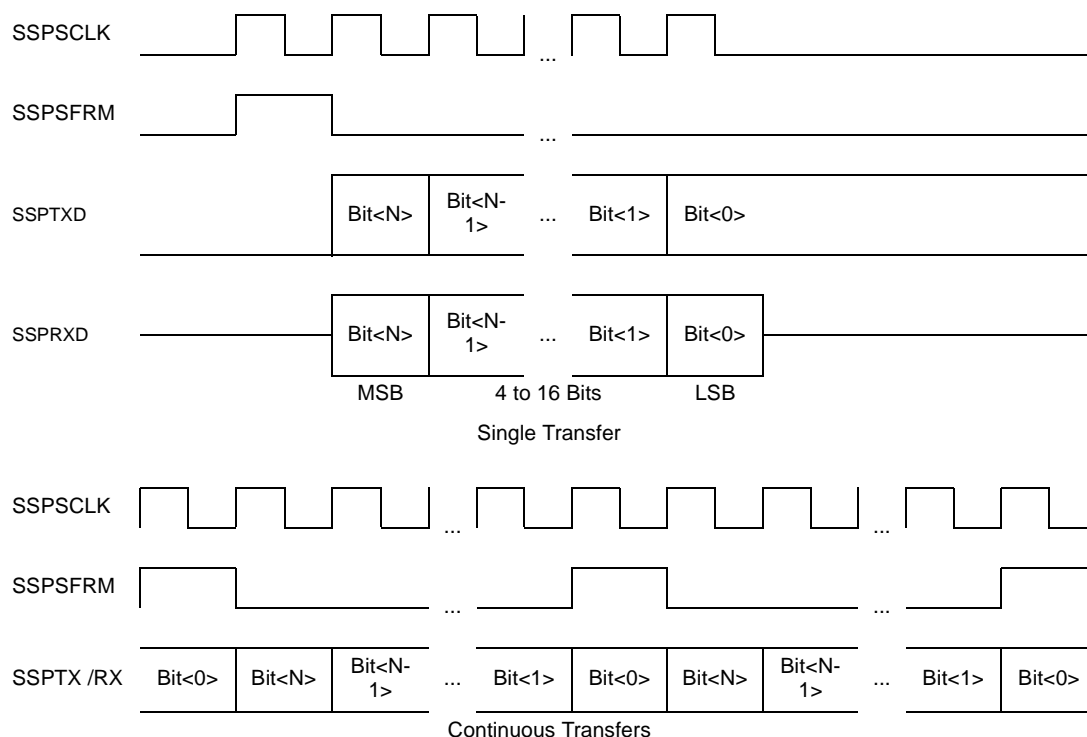 SSPSCLK
...
SSPSFRM
...
SSPTXD Bit<N> Bit<N-
1> ... Bit<1> Bit<0>
SSPRXD Bit<N> Bit<N-
1> ... Bit<1> Bit<0>
MSB 4 to 16 Bits LSB
Single Transfer
SSPSCLK
... ...
SSPSFRM
... ...
SSPTX /RX Bit<0> Bit<N> Bit<N-
1> ... Bit<1> Bit<0> Bit<N> Bit<N-
1> ... Bit<1> Bit<0>
Continuous Transfers